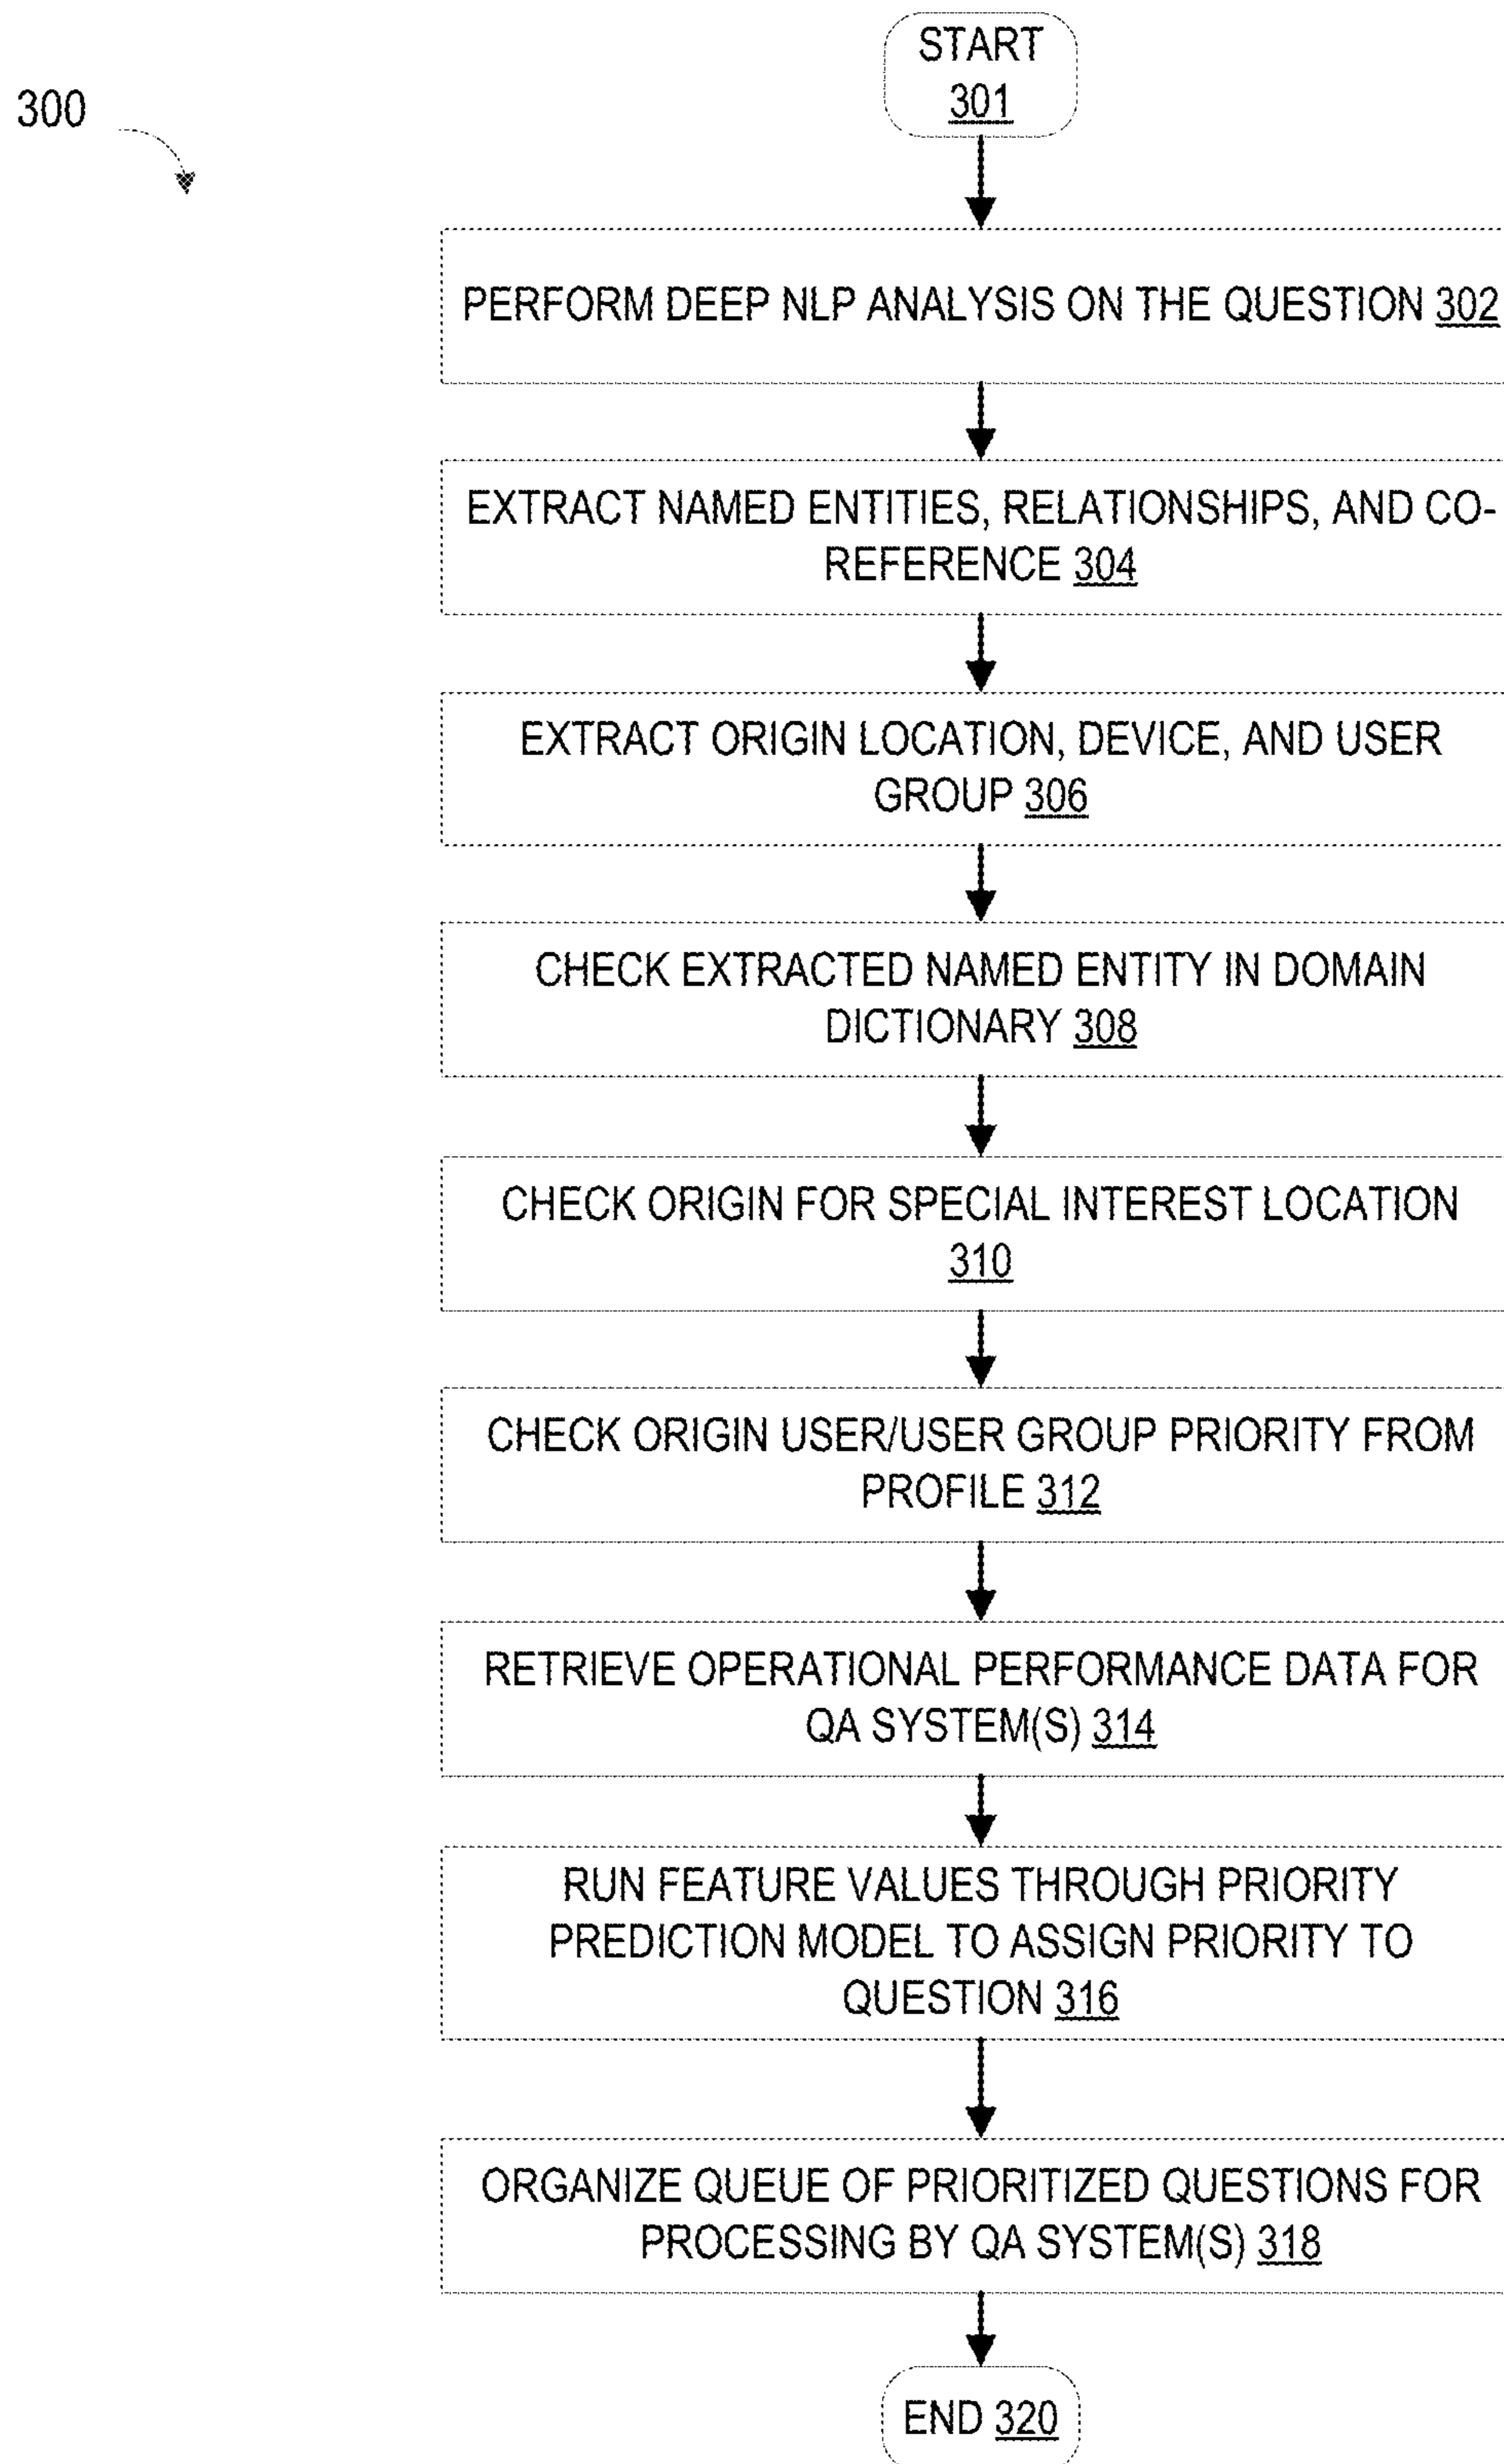 300
START
301
PERFORM DEEP NLP ANALYSIS ON THE QUESTION 302
EXTRACT NAMED ENTITIES, RELATIONSHIPS, AND CO-
REFERENCE 304
EXTRACT ORIGIN LOCATION, DEVICE, AND USER
GROUP 306
CHECK EXTRACTED NAMED ENTITY IN DOMAIN
DICTIONARY 308
CHECK ORIGIN FOR SPECIAL INTEREST LOCATION
310
CHECK ORIGIN USER/USER GROUP PRIORITY FROM
PROFILE 312
RETRIEVE OPERATIONAL PERFORMANCE DATA FOR
QA SYSTEM(S) 314
RUN FEATURE VALUES THROUGH PRIORITY
PREDICTION MODEL TO ASSIGN PRIORITY TO
QUESTION 316
ORGANIZE QUEUE OF PRIORITIZED QUESTIONS FOR
PROCESSING BY QA SYSTEM(S) 318
END 320